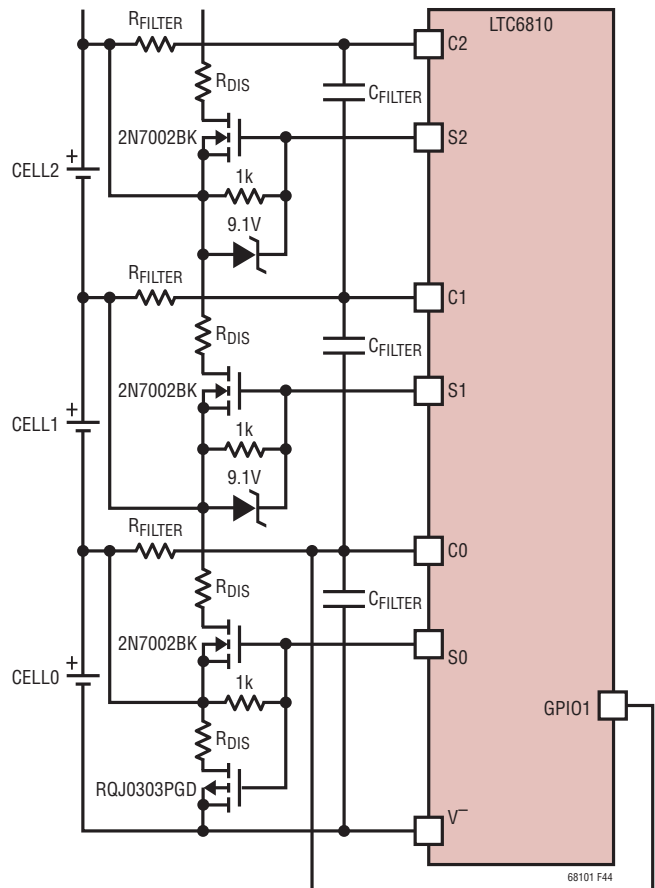 RFILTER
LTC6810
C2
RDIS
CFILTER
2N7002BK
S2
+
CELL2
1k
9.1V
RFILTER
C1
RDIS
CFILTER
2N7002BK
S1
+
CELL1
1k
9.1V
RFILTER
C0
RDIS
CFILTER
2N7002BK
S0
+
CELL0
1k
GPIO1
RDIS
RQJ0303PGD
V–
68101 F44